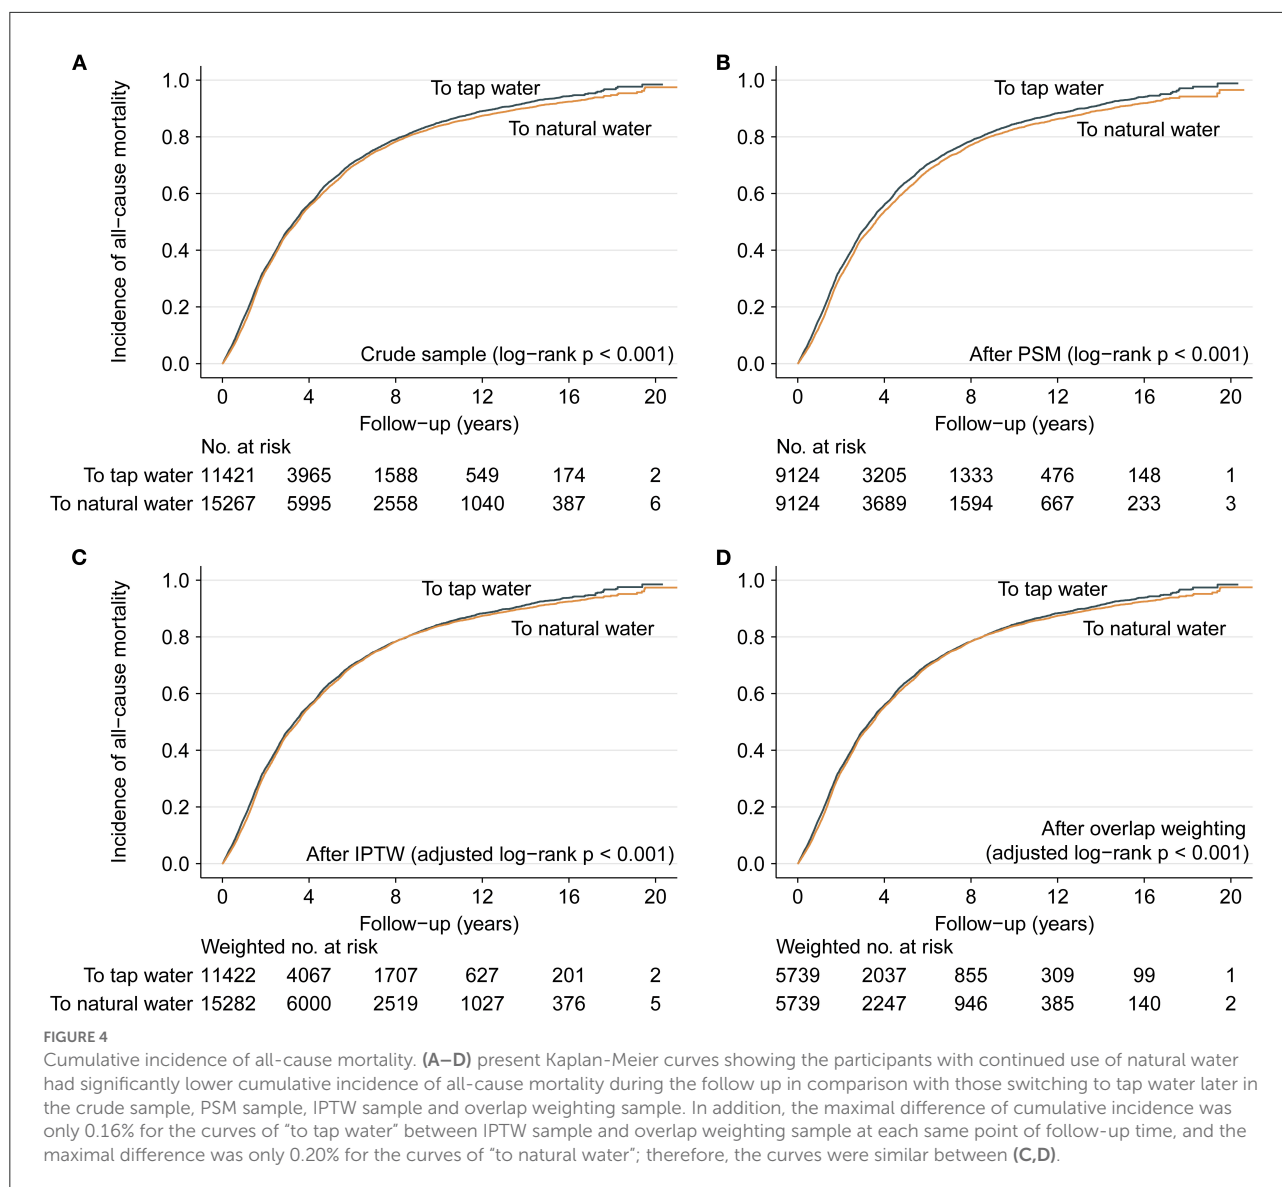 A
Incidence of all−cause mortality
1.0
0.8
0.6
0.4
0.2
0.0
To tap water
To natural water
Crude sample (log−rank p < 0.001)
0 4 8 12 16 20
Follow−up (years)
No. at risk
To tap water 11421 3965 1588 549 174 2
To natural water 15267 5995 2558 1040 387 6
B
1.0
0.8
0.6
0.4
0.2
0.0
To tap water
To natural water
After PSM (log−rank p < 0.001)
0 4 8 12 16 20
Follow−up (years)
No. at risk
9124 3205 1333 476 148 1
9124 3689 1594 667 233 3
C
Incidence of all−cause mortality
1.0
0.8
0.6
0.4
0.2
0.0
To tap water
To natural water
After IPTW (adjusted log−rank p < 0.001)
0 4 8 12 16 20
Follow−up (years)
Weighted no. at risk
To tap water 11422 4067 1707 627 201 2
To natural water 15282 6000 2519 1027 376 5
D
1.0
0.8
0.6
0.4
0.2
0.0
To tap water
To natural water
After overlap weighting
(adjusted log−rank p < 0.001)
0 4 8 12 16 20
Follow−up (years)
Weighted no. at risk
5739 2037 855 309 99 1
5739 2247 946 385 140 2
FIGURE 4
Cumulative incidence of all-cause mortality. (A–D) present Kaplan-Meier curves showing the participants with continued use of natural water
had significantly lower cumulative incidence of all-cause mortality during the follow up in comparison with those switching to tap water later in
the crude sample, PSM sample, IPTW sample and overlap weighting sample. In addition, the maximal difference of cumulative incidence was
only 0.16% for the curves of "to tap water" between IPTW sample and overlap weighting sample at each same point of follow-up time, and the
maximal difference was only 0.20% for the curves of "to natural water"; therefore, the curves were similar between (C,D).